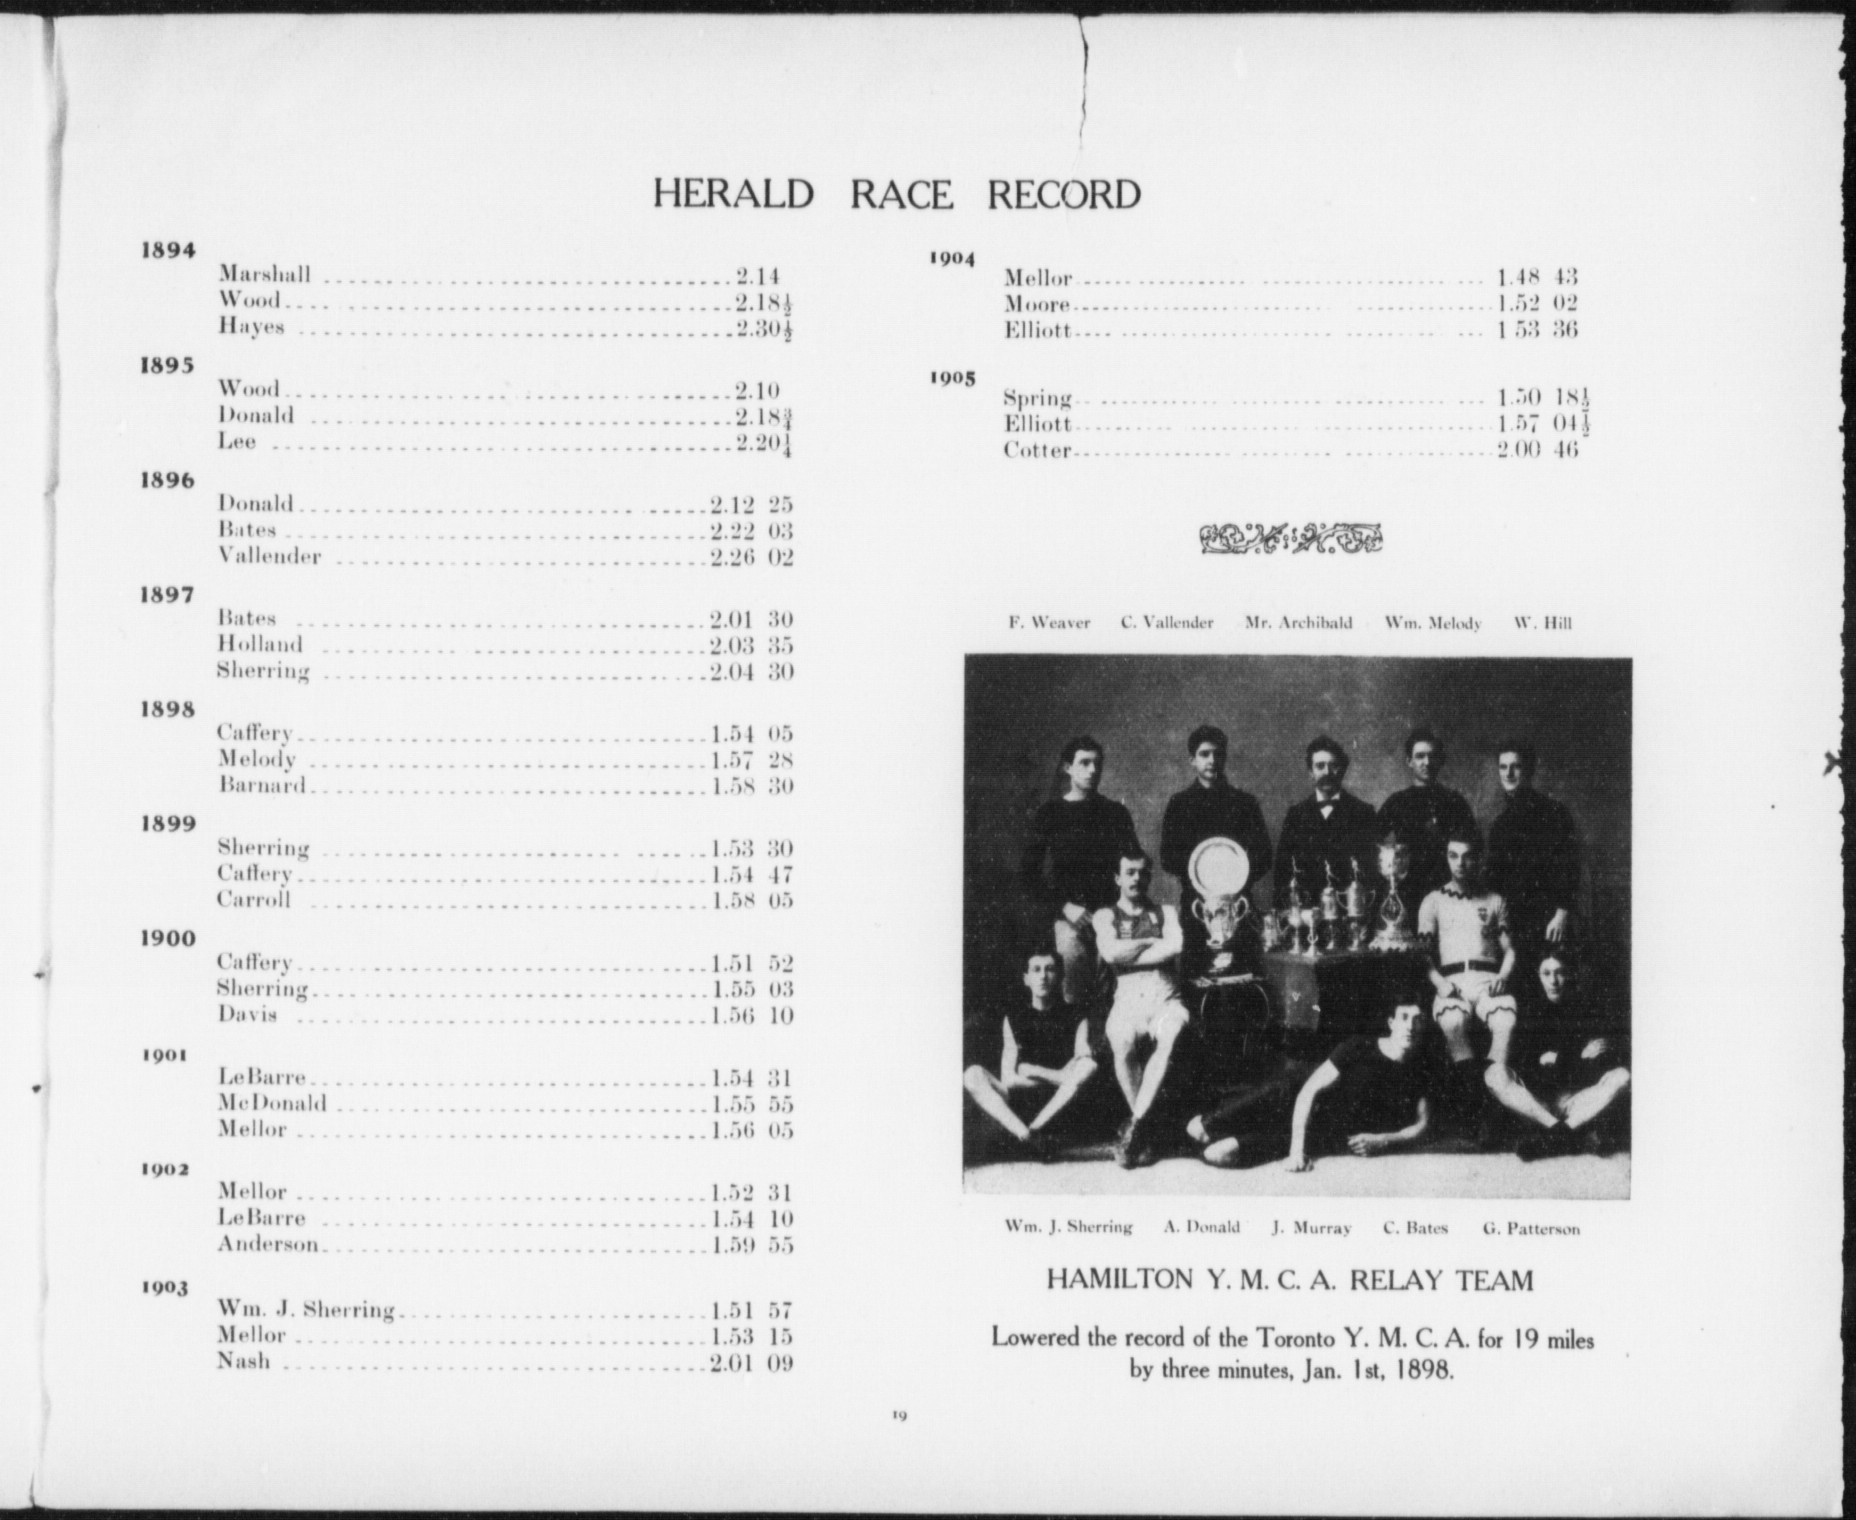 HERALD RACE RECORD
1894
Marshall 2.14
Wood 2.18½
Hayes 2.30½
1895
Wood 2.10
Donald 2.18¾
Lee 2.20¼
1896
Donald 2.12 25
Bates 2.22 03
Vallender 2.26 02
1897
Bates 2.01 30
Holland 2.03 35
Sherring 2.04 30
1898
Caffery 1.54 05
Melody 1.57 28
Barnard 1.58 30
1899
Sherring 1.53 30
Caffery 1.54 47
Carroll 1.58 05
1900
Caffery 1.51 52
Sherring 1.55 03
Davis 1.56 10
1901
LeBarre 1.54 31
McDonald 1.55 55
Mellor 1.56 05
1902
Mellor 1.52 31
LeBarre 1.54 10
Anderson 1.59 55
1903
Wm. J. Sherring 1.51 57
Mellor 1.53 15
Nash 2.01 09
1904
Mellor 1.48 43
Moore 1.52 02
Elliott 1 53 36
1905
Spring 1.50 18
Elliott 1.57 04½
Cotter 2.00 46
F. Weaver C. Vallender Mr. Archibald Wm. Melody W. Hill
Wm. J. Sherring A. Donald J. Murray C. Bates G. Patterson
HAMILTON Y. M. C. A. RELAY TEAM
Lowered the record of the Toronto Y. M. C. A. for 19 miles
by three minutes, Jan. 1st, 1898.
19